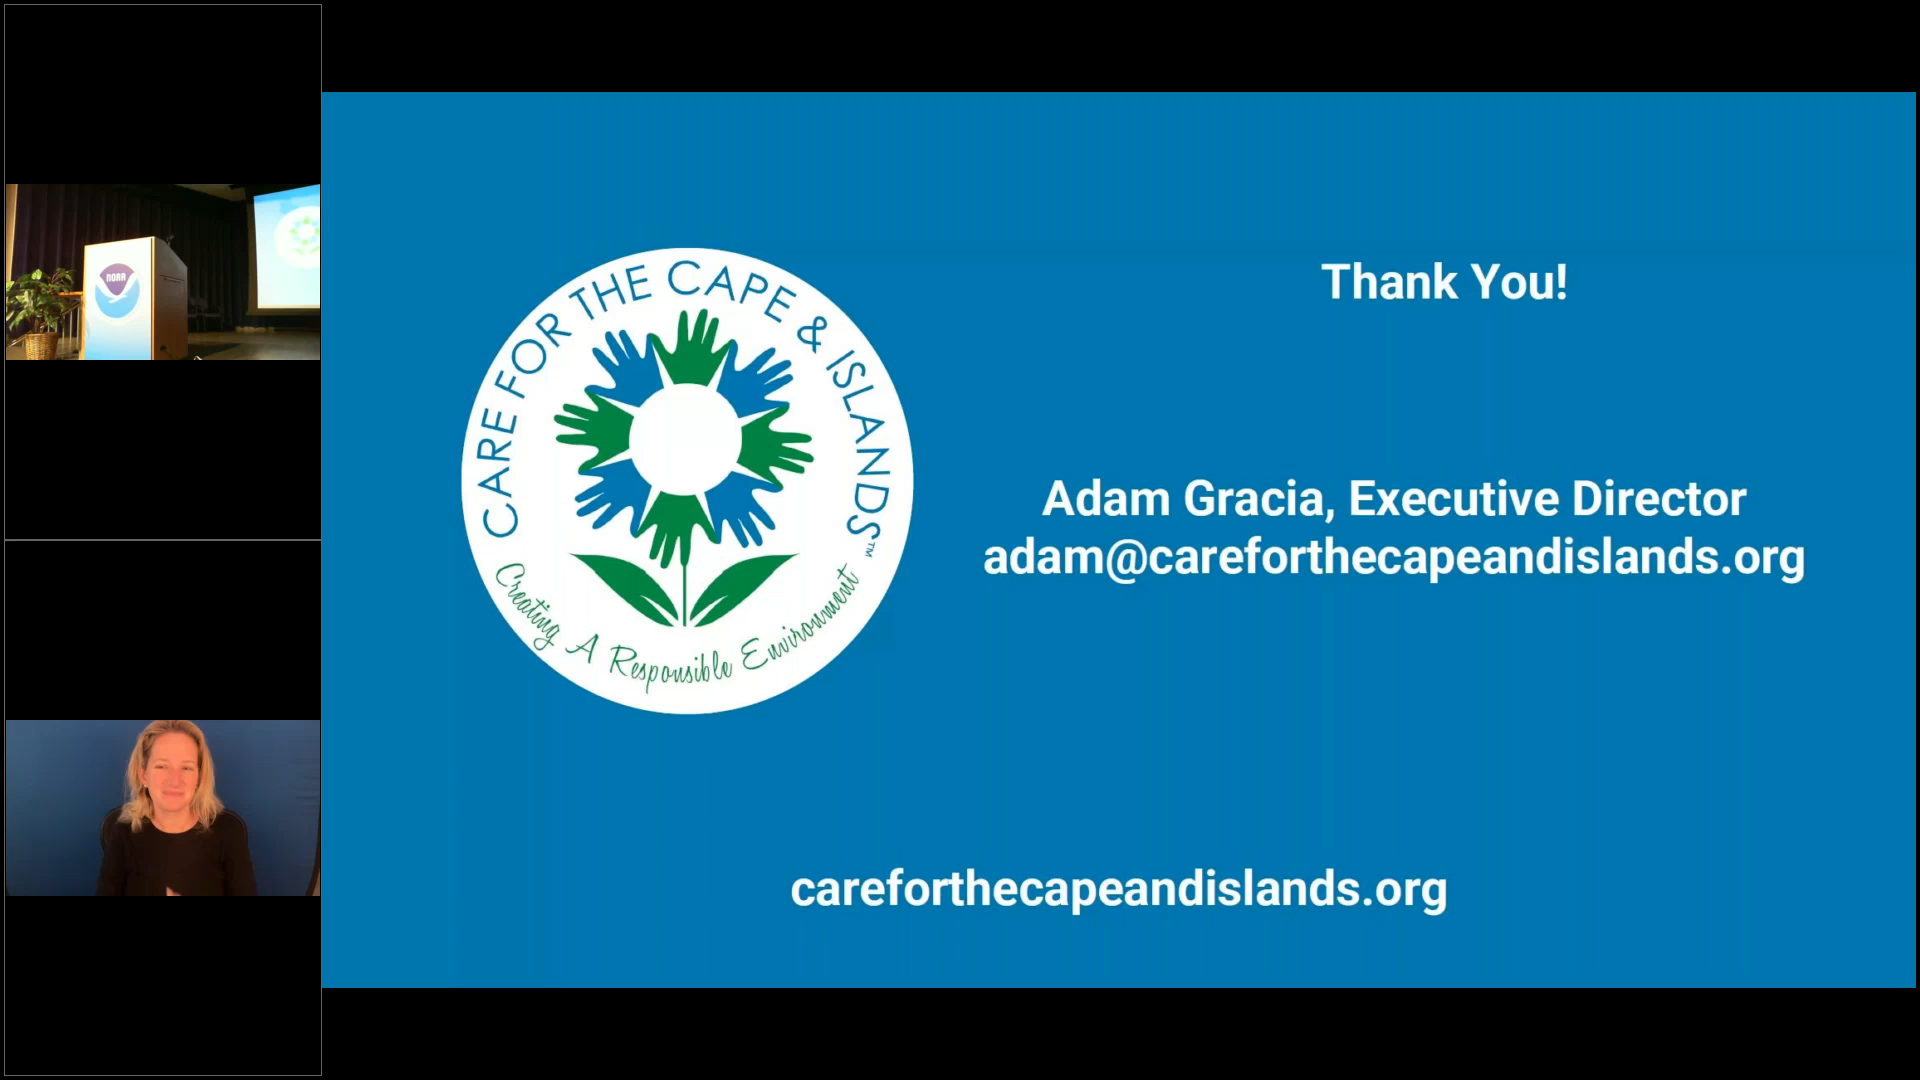 NOAA
CARE FOR THE CAPE & ISLANDS™
Creating A Responsible Environment
Thank You!
Adam Gracia, Executive Director
adam@careforthecapeandislands.org
careforthecapeandislands.org